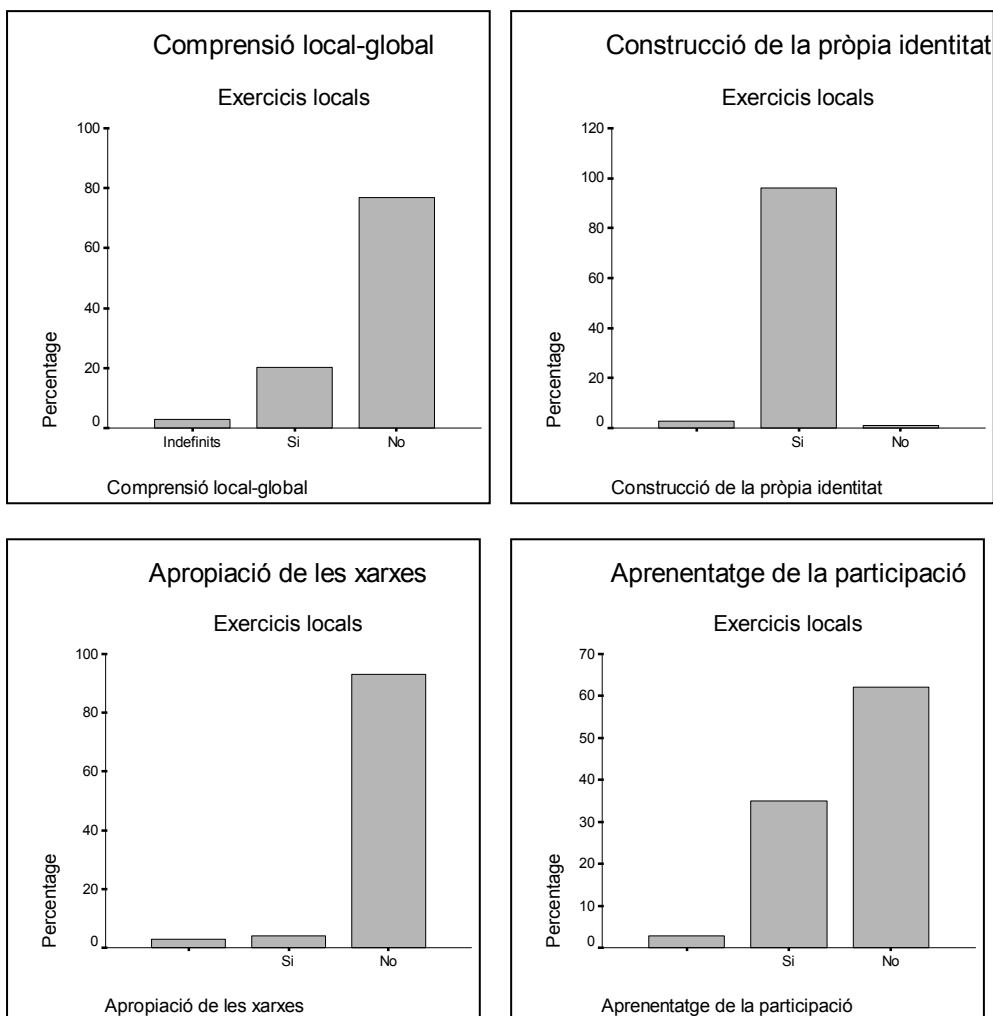 Comprensió local-global
Exercicis locals
Percentage
100
80
60
40
20
0
Indefinits Si No
Comprensió local-global
Construcció de la pròpia identitat
Exercicis locals
Percentage
120
100
80
60
40
20
0
Si No
Construcció de la pròpia identitat
Apropiació de les xarxes
Exercicis locals
Percentage
100
80
60
40
20
0
Si No
Apropiació de les xarxes
Aprenentatge de la participació
Exercicis locals
Percentage
70
60
50
40
30
20
10
0
Si No
Aprenentatge de la participació